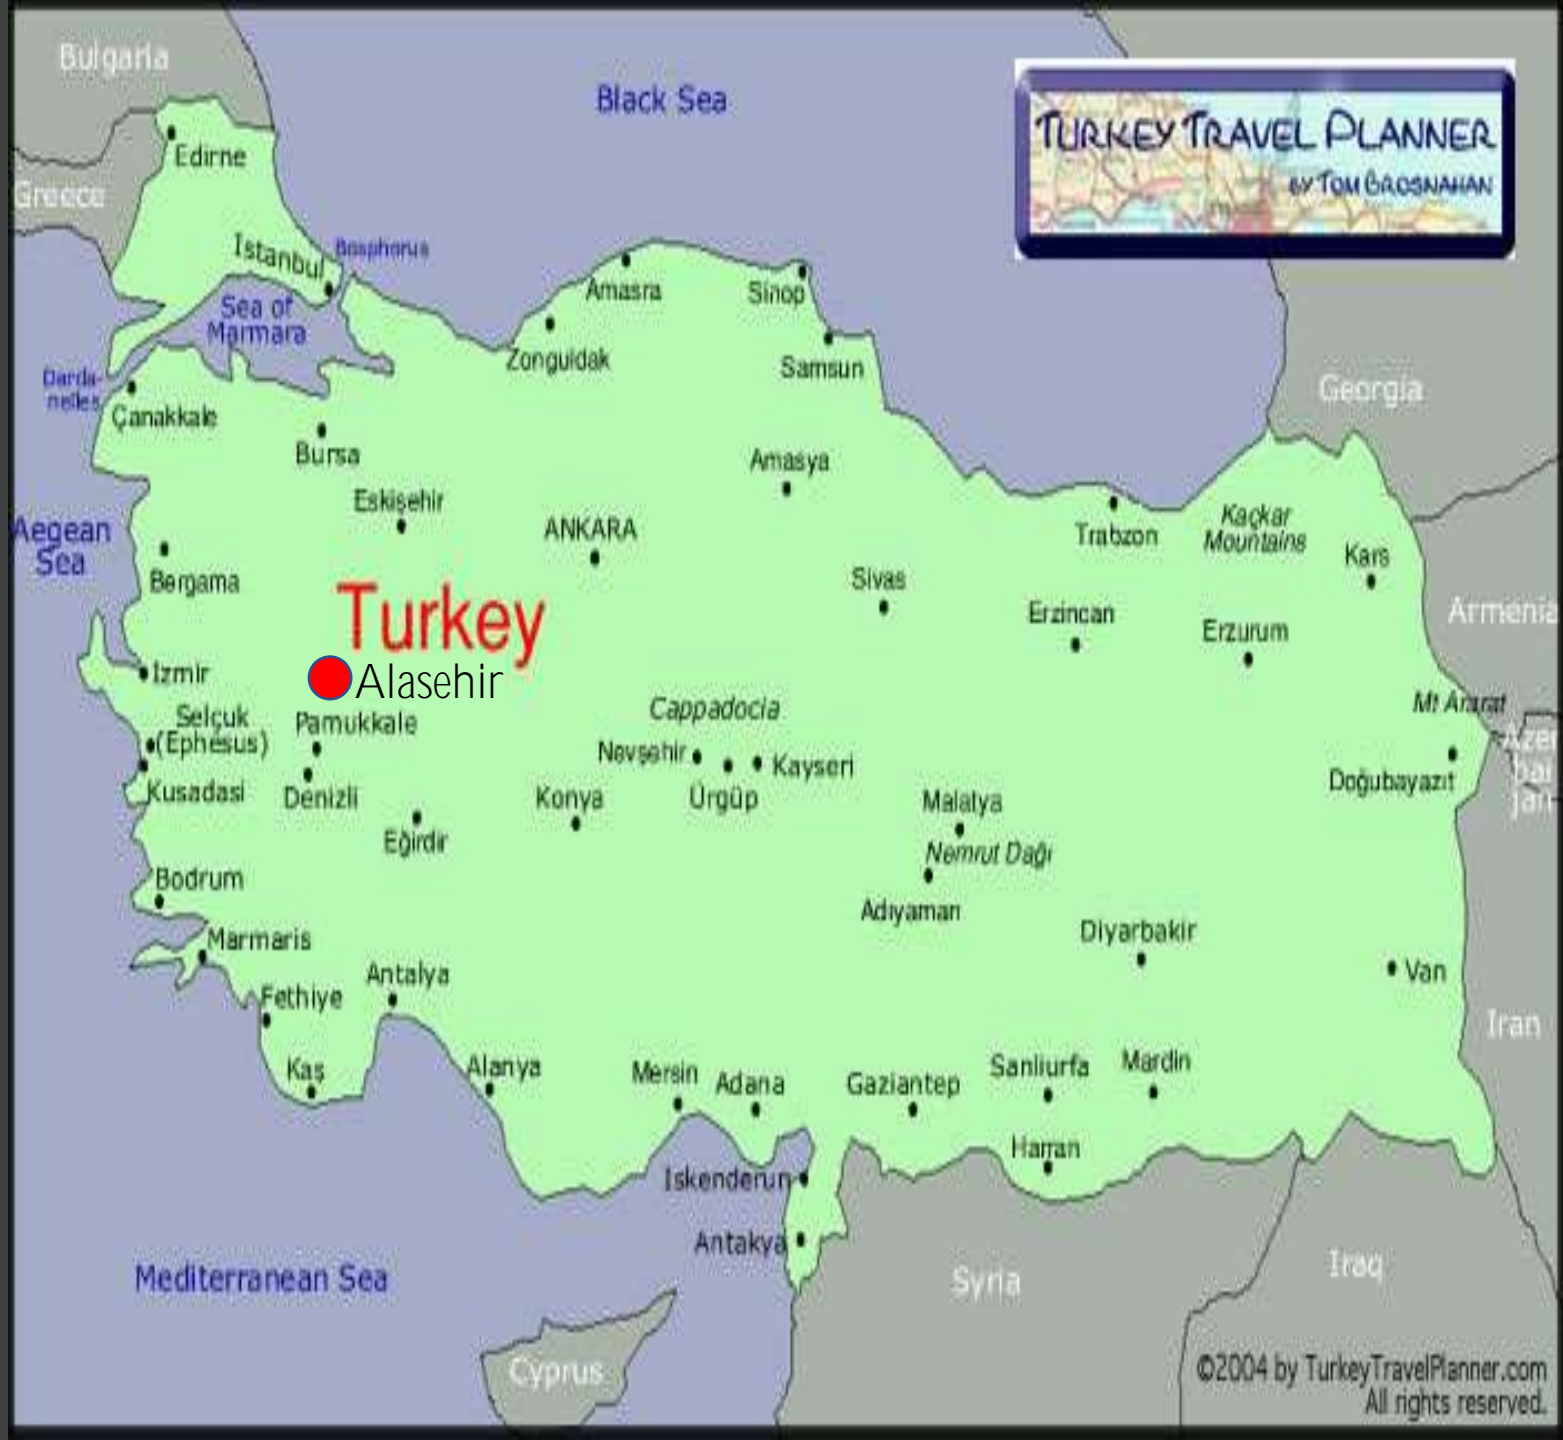 Bulgaria
Black Sea
TURKEY TRAVEL PLANNER
BY TOM BROSNAHAN
Edirne
Greece
Istanbul
Bosphorus
Sea of
Marmara
Amasra
Sinop
Zonguldak
Samsun
Darda-
nelles
Çanakkale
Georgia
Bursa
Amasya
Eskişehir
ANKARA
Trabzon
Kaçkar
Mountains
Kars
Aegean
Sea
Bergama
Sivas
Erzincan
Erzurum
Armenia
Turkey
Izmir
Alasehir
Cappadocia
Mt Ararat
Selçuk
(Ephesus)
Pamukkale
Nevşehir
Kayseri
Azer
bai
jan
Kusadasi
Denizli
Konya
Ürgüp
Malatya
Doğubayazıt
Eğirdir
Nemrut Dağı
Bodrum
Adıyaman
Diyarbakir
Marmaris
Antalya
Van
Fethiye
Iran
Kaş
Alanya
Mersin
Adana
Gaziantep
Sanliurfa
Mardin
Harran
Iskenderun
Antakya
Mediterranean Sea
Syria
Iraq
Cyprus
©2004 by TurkeyTravelPlanner.com
All rights reserved.